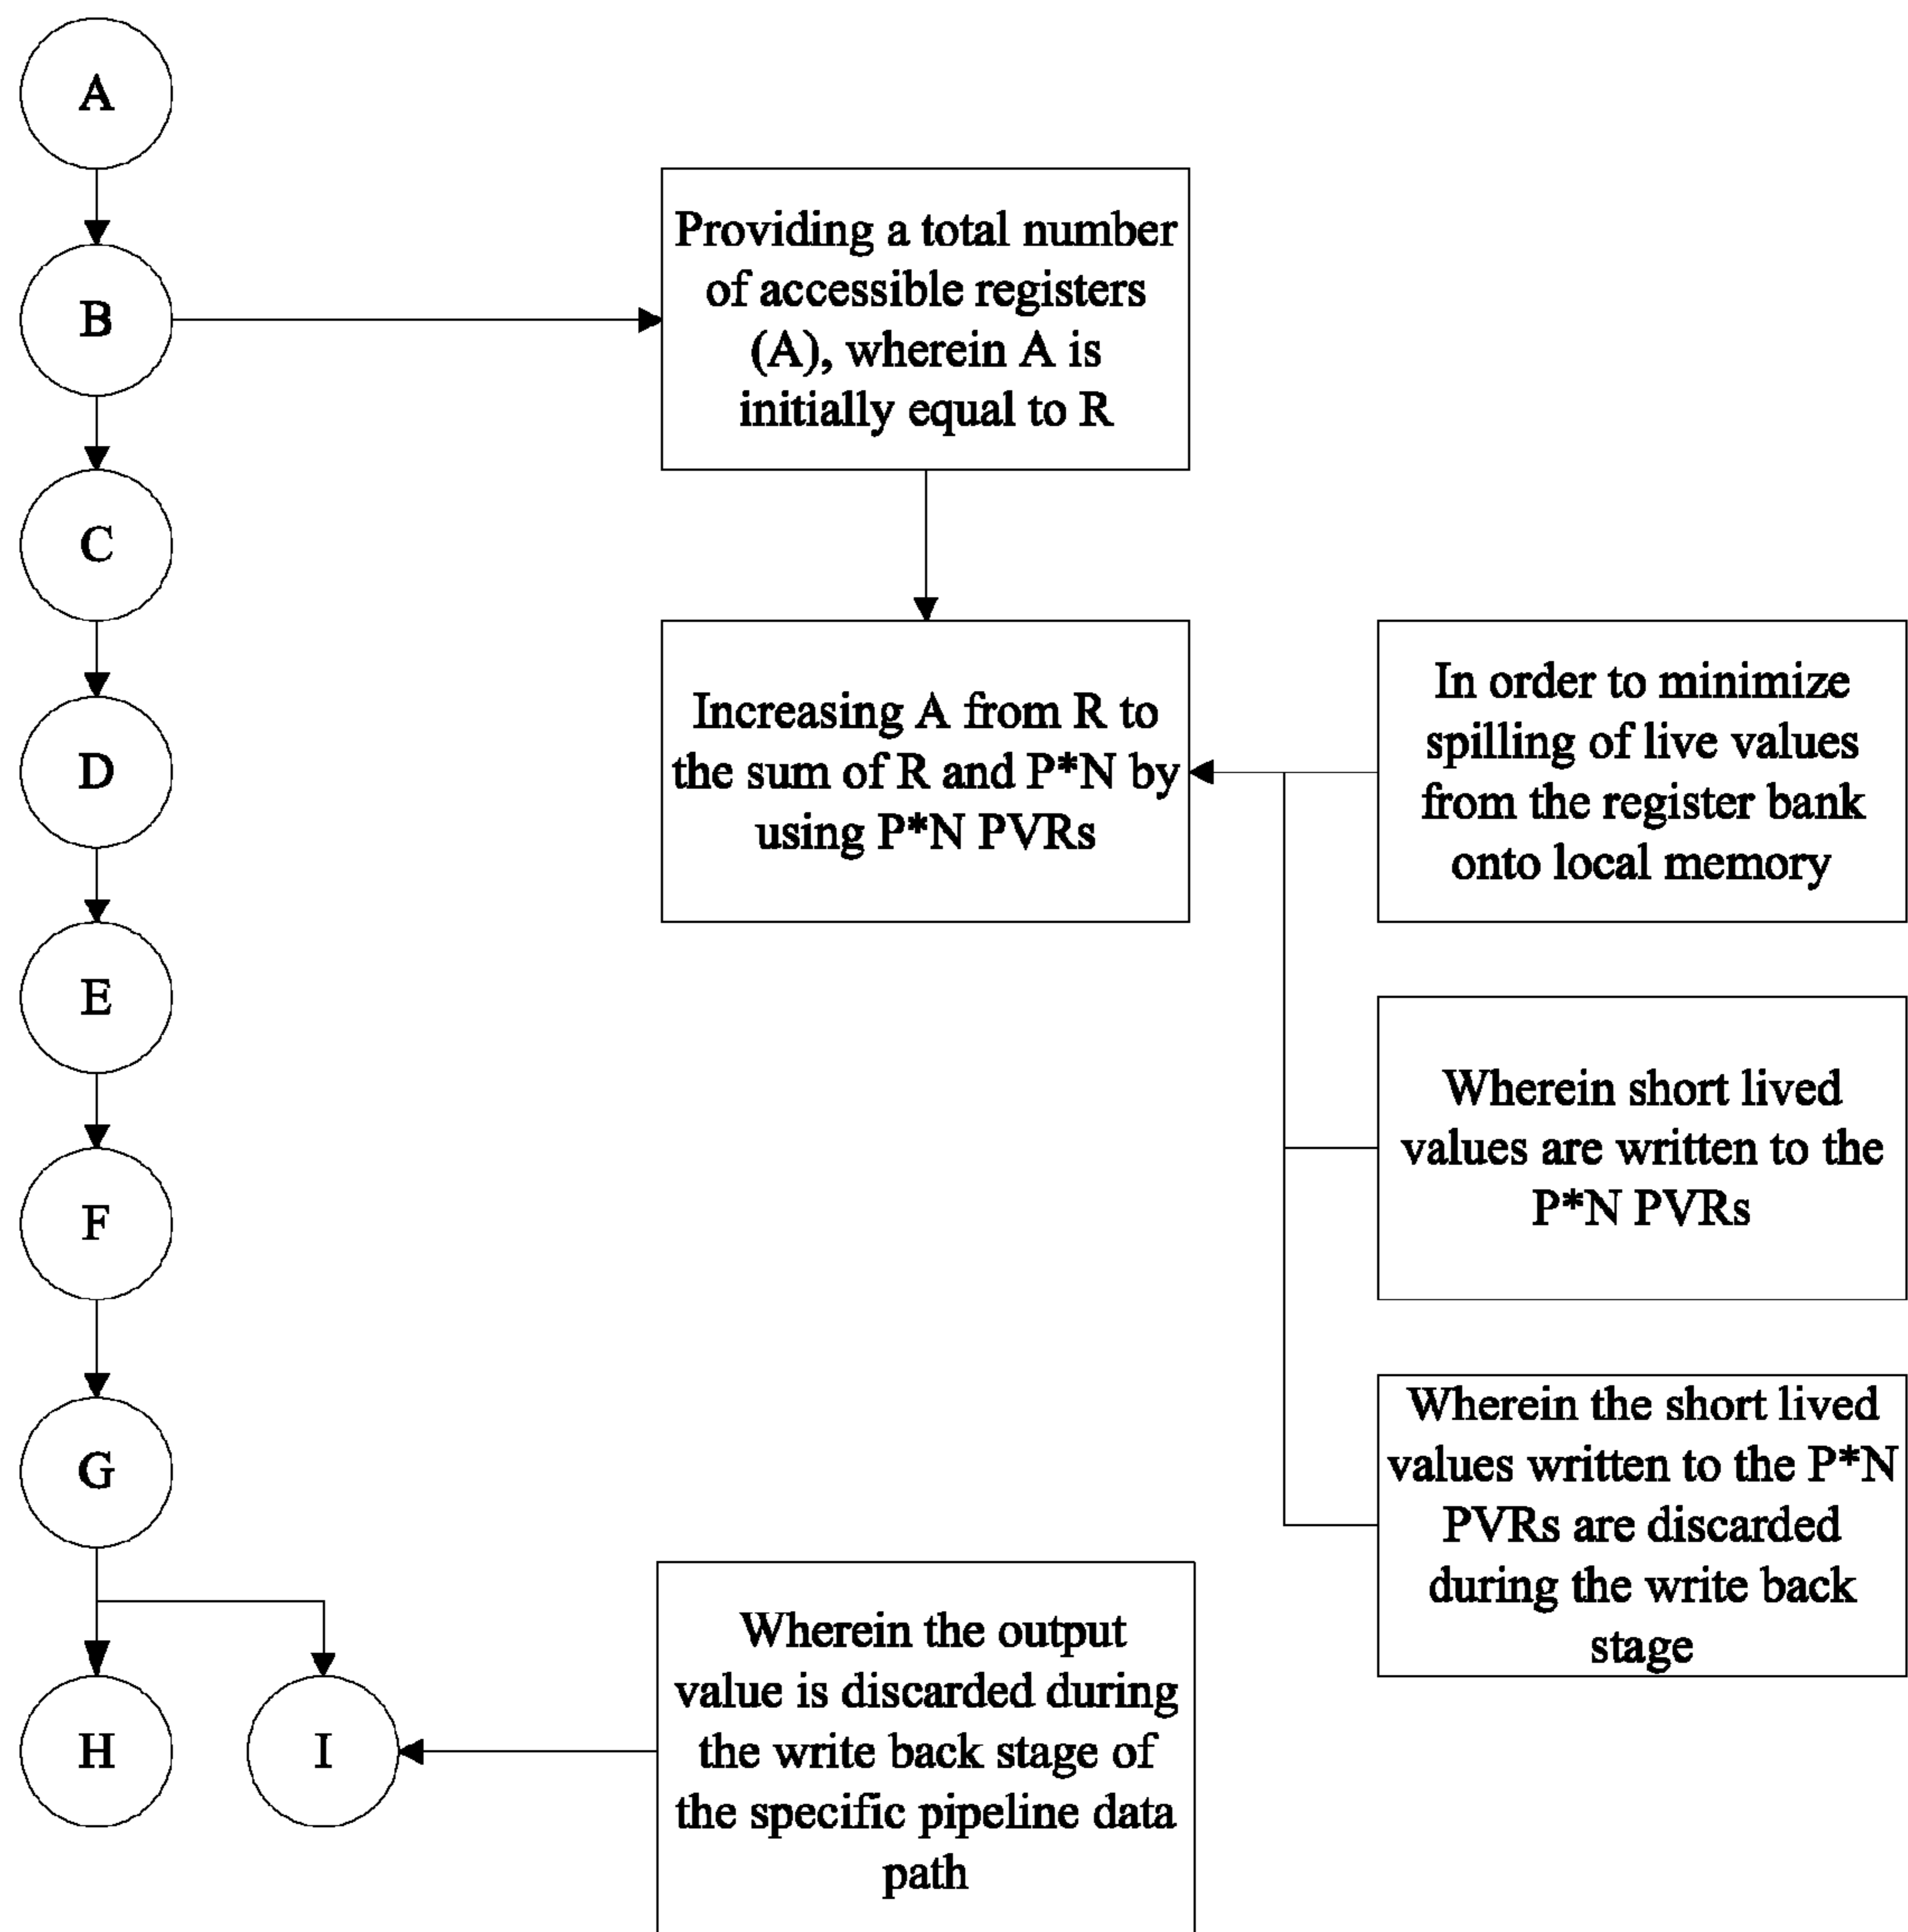 A
B
Providing a total number
of accessible registers
(A), wherein A is
initially equal to R
C
D
Increasing A from R to
the sum of R and P*N by
using P*N PVRs
In order to minimize
spilling of live values
from the register bank
onto local memory
E
Wherein short lived
values are written to the
P*N PVRs
F
Wherein the short lived
values written to the P*N
PVRs are discarded
during the write back
stage
G
H
I
Wherein the output
value is discarded during
the write back stage of
the specific pipeline data
path